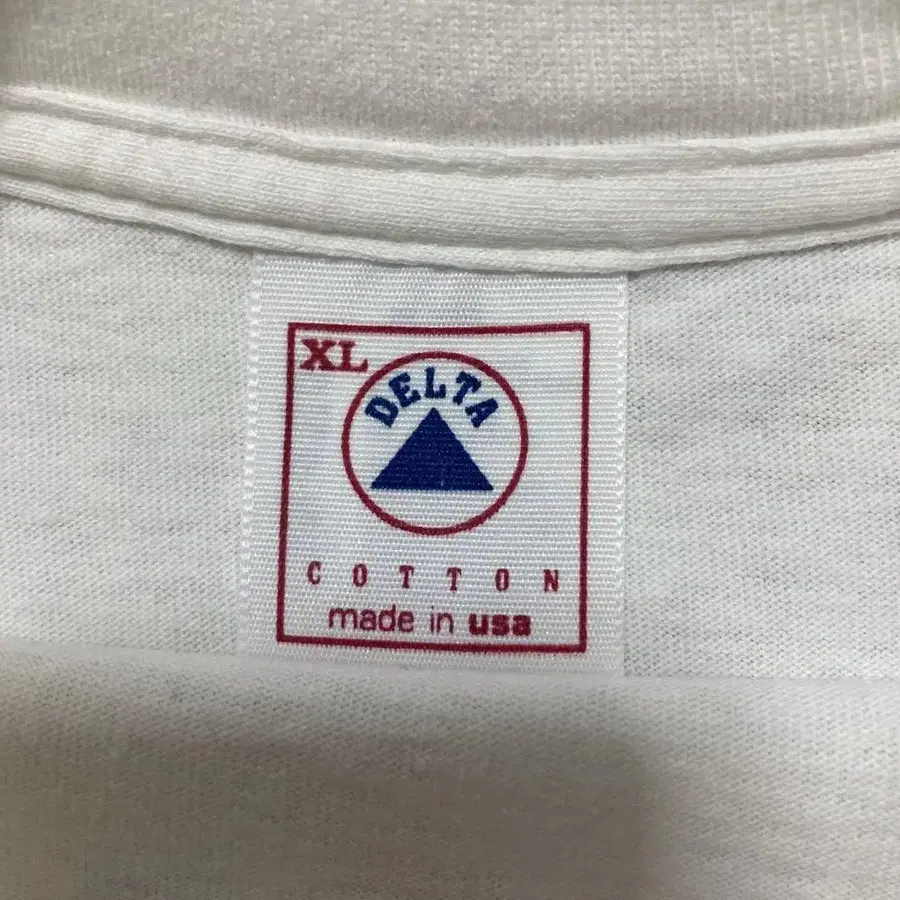 XL
DELTA
COTTON
made in usa